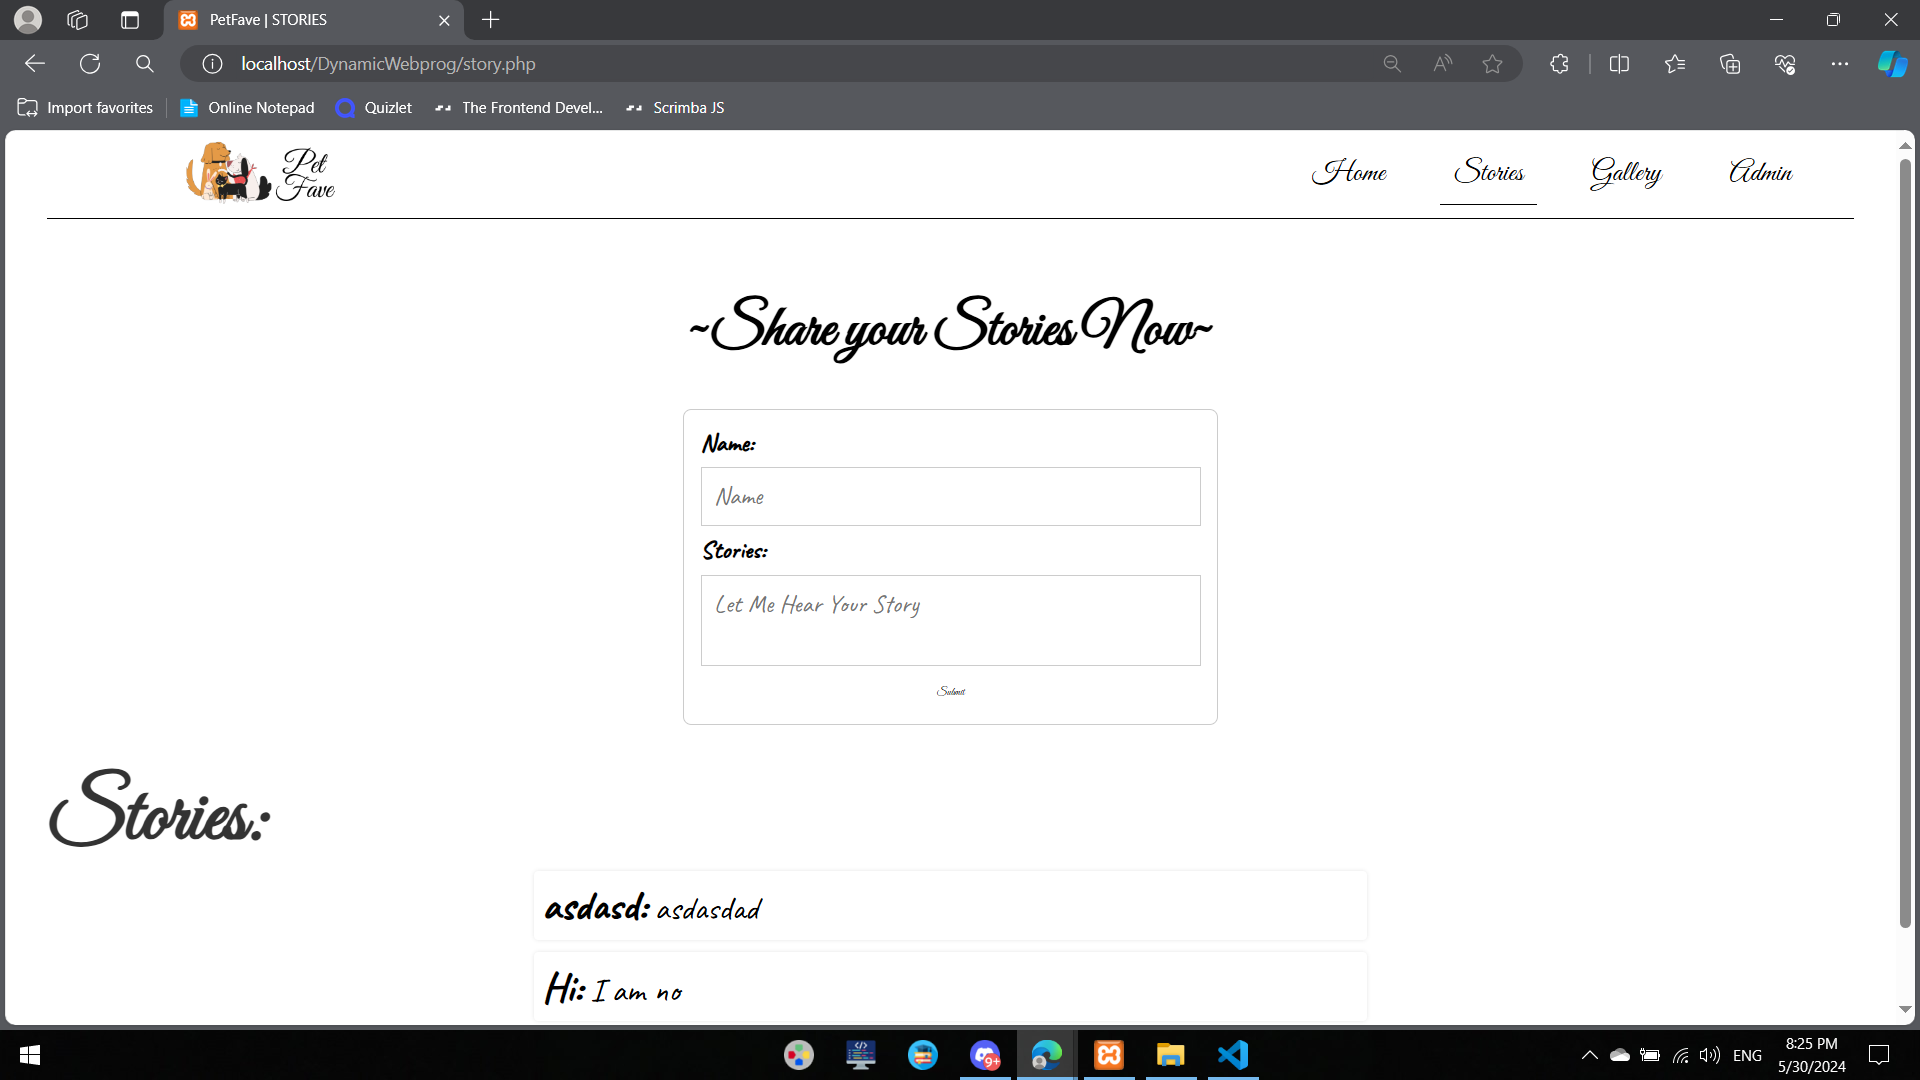 PetFave | STORIES
localhost/DynamicWebprog/story.php
Import favorites
Online Notepad
Quizlet
The Frontend Devel...
Scrimba JS
Pet
Fave
Home
Stories
Gallery
Admin
~Share your Stories Now~
Name:
Name
Stories:
Let Me Hear Your Story
Submit
Stories:
asdasd: asdasdad
Hi: I am no
9+
ENG
8:25 PM
5/30/2024